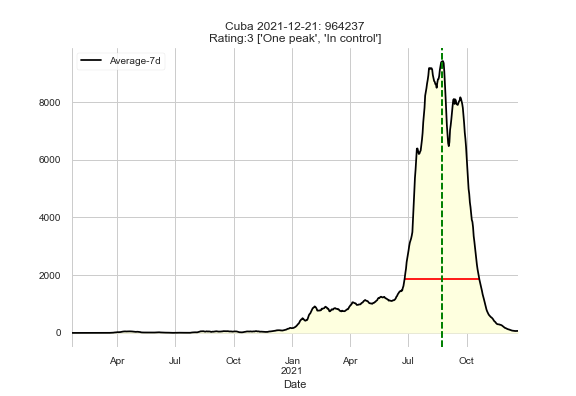 Cuba 2021-12-21: 964237
Rating:3 ['One peak', 'In control']
Average-7d
8000
6000
4000
2000
0
Apr Jul Oct Jan Apr Jul Oct
2021
Date